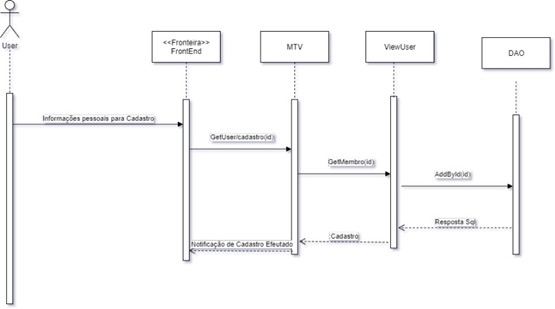 User
<<Fronteira>>
FrontEnd
MTV
ViewUser
DAO
Informações pessoais para Cadastro
GetUser/cadastro(id)
GetMembro(id)
AddById(id)
Resposta Sql
Cadastro
Notificação de Cadastro Efeutado